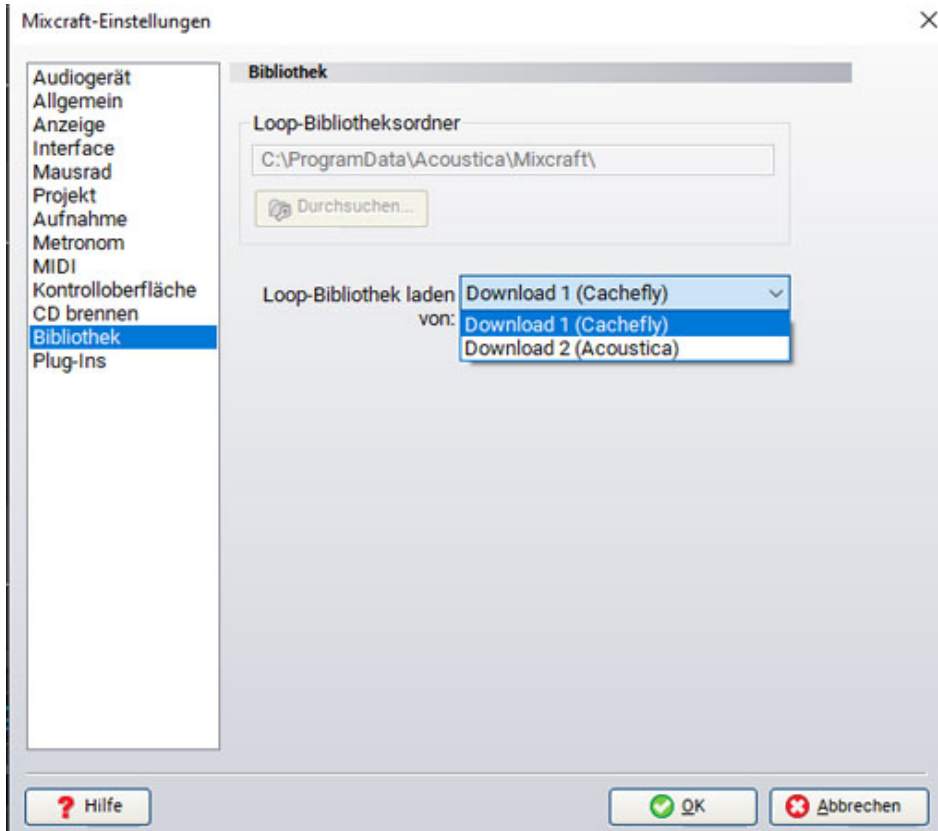 Mixcraft-Einstellungen
Audiogerät
Allgemein
Anzeige
Interface
Mausrad
Projekt
Aufnahme
Metronom
MIDI
Kontrolloberfläche
CD brennen
Bibliothek
Plug-Ins
Bibliothek
Loop-Bibliotheksordner
C:\ProgramData\Acoustica\Mixcraft\
Durchsuchen...
Loop-Bibliothek laden
von:
Download 1 (Cachefly)
Download 1 (Cachefly)
Download 2 (Acoustica)
Hilfe
OK
Abbrechen